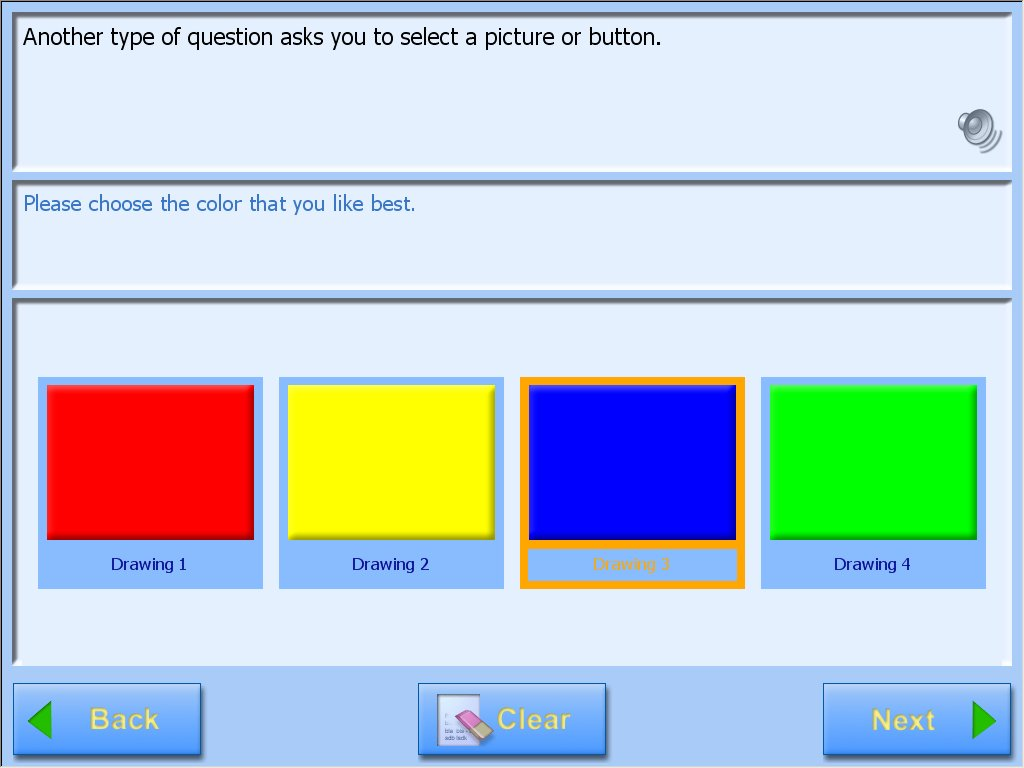 Another type of question asks you to select a picture or button.
Please choose the color that you like best.
Drawing 1
Drawing 2
Drawing 3
Drawing 4
Back
Clear
Next